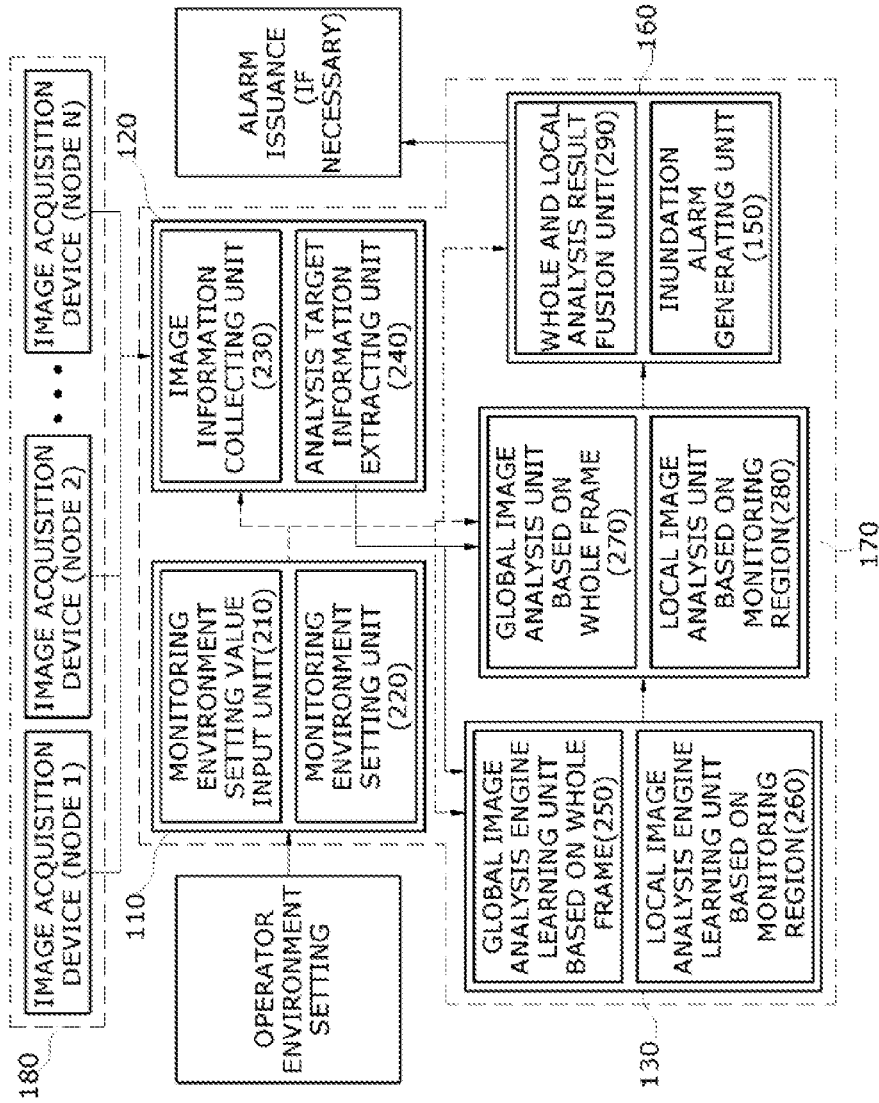 IMAGE ACQUISITION
DEVICE (NODE 1)
IMAGE ACQUISITION
DEVICE (NODE 2)
IMAGE ACQUISITION
DEVICE (NODE N)
180
OPERATOR
ENVIRONMENT
SETTING
110
MONITORING
ENVIRONMENT
SETTING VALUE
INPUT UNIT(210)
MONITORING
ENVIRONMENT
SETTING UNIT
(220)
120
IMAGE
INFORMATION
COLLECTING UNIT
(230)
ANALYSIS TARGET
INFORMATION
EXTRACTING UNIT
(240)
ALARM
ISSUANCE
(IF
NECESSARY)
130
GLOBAL IMAGE
ANALYSIS ENGINE
LEARNING UNIT
BASED ON WHOLE
FRAME(250)
LOCAL IMAGE
ANALYSIS ENGINE
LEARNING UNIT
BASED ON
MONITORING
REGION(260)
GLOBAL IMAGE
ANALYSIS UNIT
BASED ON
WHOLE FRAME
(270)
LOCAL IMAGE
ANALYSIS UNIT
BASED ON
MONITORING
REGION(280)
170
160
WHOLE AND LOCAL
ANALYSIS RESULT
FUSION UNIT(290)
INUNDATION
ALARM
GENERATING UNIT
(150)